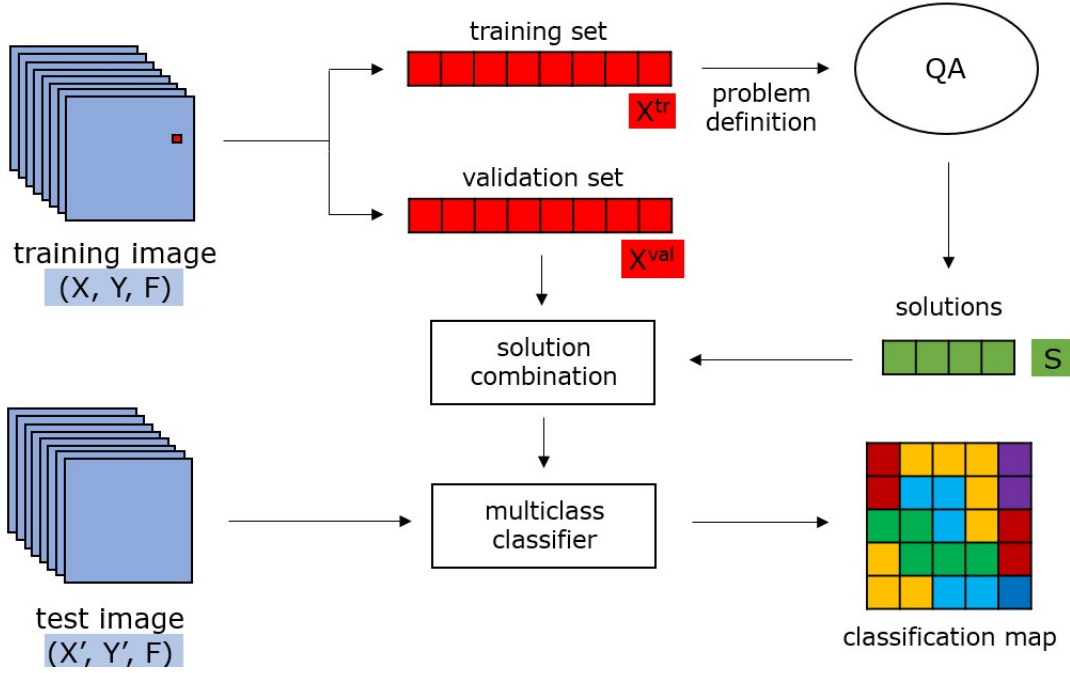 training set
X^tr
problem
definition
QA
validation set
X^val
training image
(X, Y, F)
solutions
S
solution
combination
multiclass
classifier
test image
(X’, Y’, F)
classification map